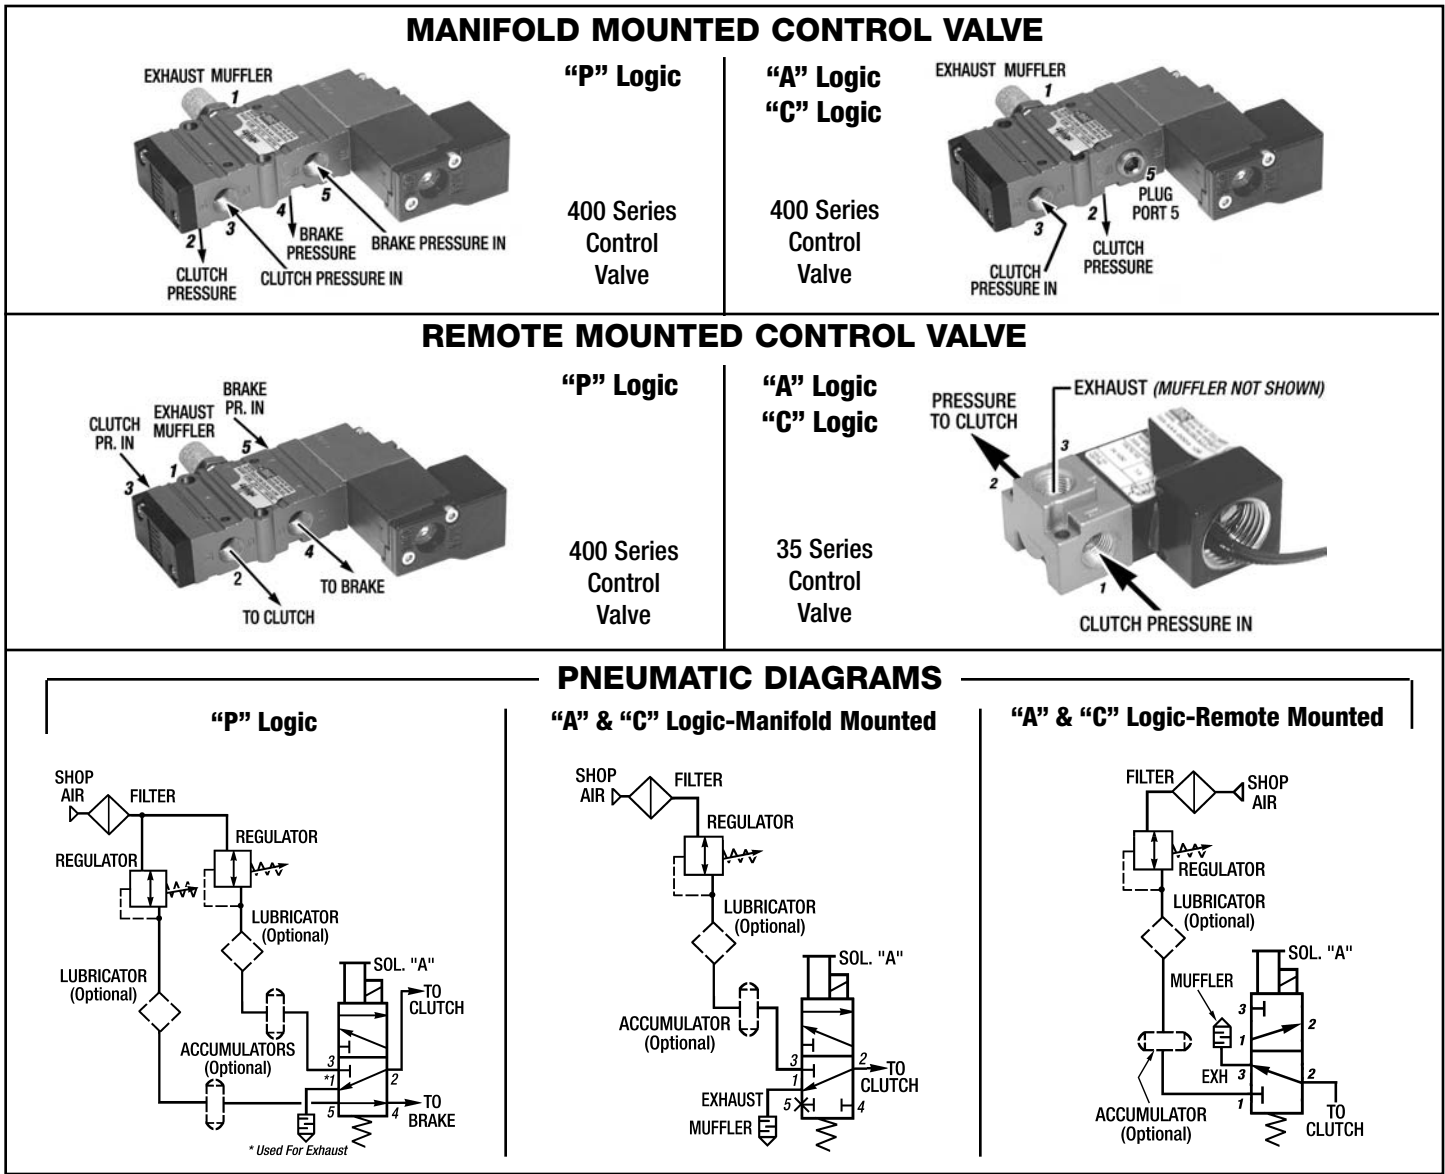 MANIFOLD MOUNTED CONTROL VALVE
EXHAUST MUFFLER
1
5
4
3
2
BRAKE
PRESSURE
BRAKE PRESSURE IN
CLUTCH
PRESSURE
CLUTCH PRESSURE IN
“P” Logic
400 Series
Control
Valve
“A” Logic
“C” Logic
400 Series
Control
Valve
EXHAUST MUFFLER
1
5
PLUG
PORT 5
2
3
CLUTCH
PRESSURE
CLUTCH
PRESSURE IN
REMOTE MOUNTED CONTROL VALVE
BRAKE
PR. IN
CLUTCH
PR. IN
EXHAUST
MUFFLER
5
1
3
4
2
TO BRAKE
TO CLUTCH
“P” Logic
400 Series
Control
Valve
“A” Logic
“C” Logic
35 Series
Control
Valve
PRESSURE
TO CLUTCH
EXHAUST (MUFFLER NOT SHOWN)
3
2
1
CLUTCH PRESSURE IN
PNEUMATIC DIAGRAMS
“P” Logic
SHOP
AIR
FILTER
REGULATOR
REGULATOR
LUBRICATOR
(Optional)
LUBRICATOR
(Optional)
SOL. "A"
TO
CLUTCH
ACCUMULATORS
(Optional)
3
*1
2
5
4
TO
BRAKE
* Used For Exhaust
“A” & “C” Logic-Manifold Mounted
SHOP
AIR
FILTER
REGULATOR
LUBRICATOR
(Optional)
SOL. "A"
ACCUMULATOR
(Optional)
3
2
TO
CLUTCH
1
EXHAUST
5
4
MUFFLER
“A” & “C” Logic-Remote Mounted
FILTER
SHOP
AIR
REGULATOR
LUBRICATOR
(Optional)
SOL. "A"
MUFFLER
3
2
1
EXH
3
2
1
ACCUMULATOR
(Optional)
TO
CLUTCH